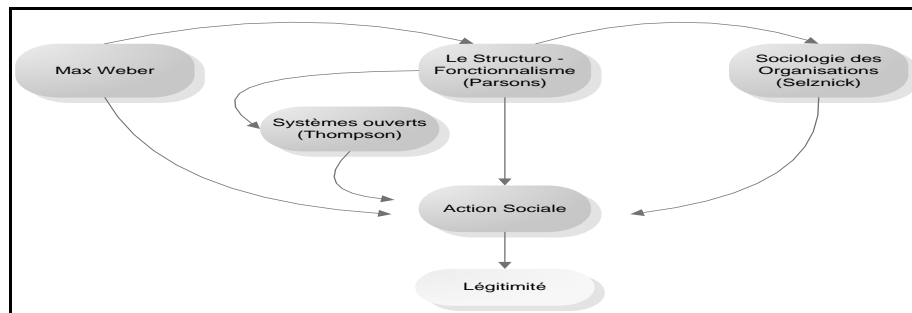 Max Weber
Le Structuro -
Fonctionnalisme
(Parsons)
Sociologie des
Organisations
(Selznick)
Systèmes ouverts
(Thompson)
Action Sociale
Légitimité